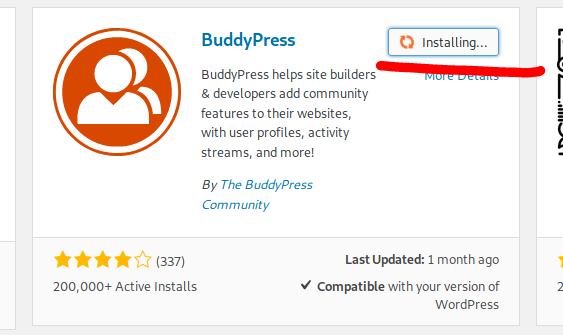 BuddyPress
Installing...
More Details
BuddyPress helps site builders
& developers add community
features to their websites,
with user profiles, activity
streams, and more!
By The BuddyPress
Community
(337)
200,000+ Active Installs
Last Updated: 1 month ago
Compatible with your version of
WordPress